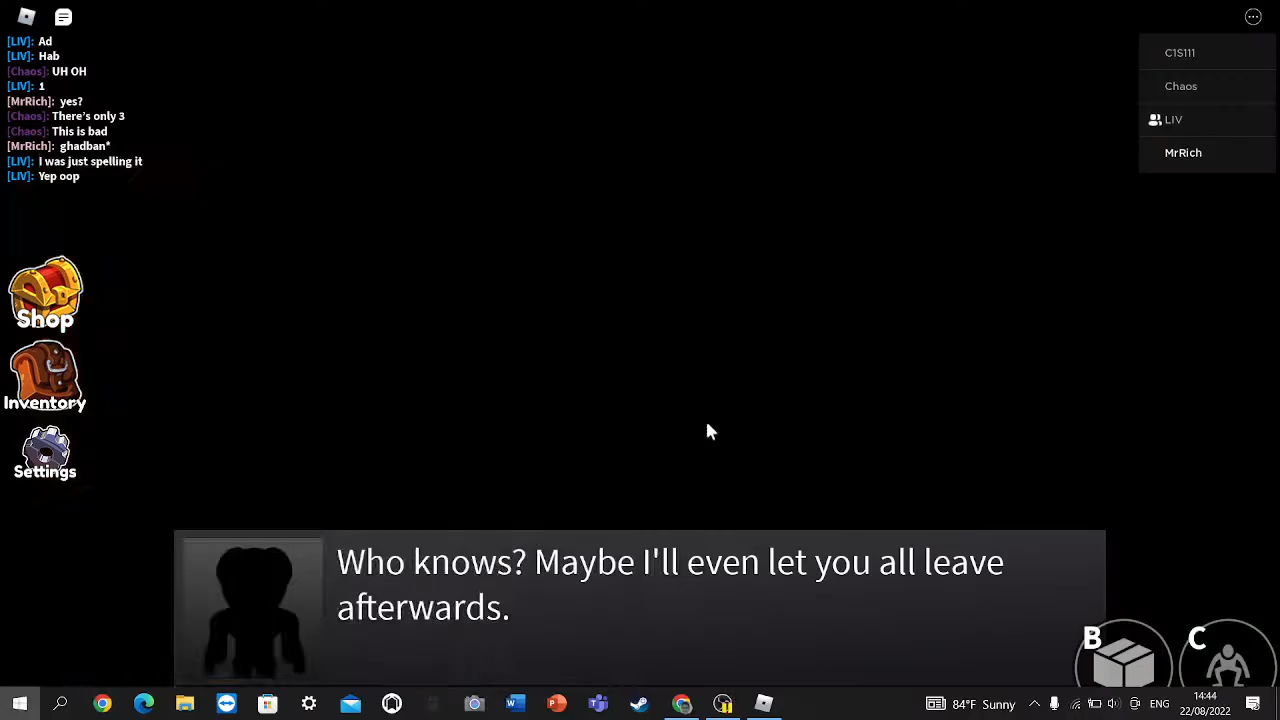 [LIV]: Ad
[LIV]: Hab
[Chaos]: UH OH
[LIV]: 1
[MrRich]: yes?
[Chaos]: There's only 3
[Chaos]: This is bad
[MrRich]: ghadban*
[LIV]: I was just spelling it
[LIV]: Yep oop
C1S111
Chaos
LIV
MrRich
Shop
Inventory
Settings
Who knows? Maybe I'll even let you all leave
afterwards.
B
C
84°F Sunny
ENG
14:44
22/08/2022